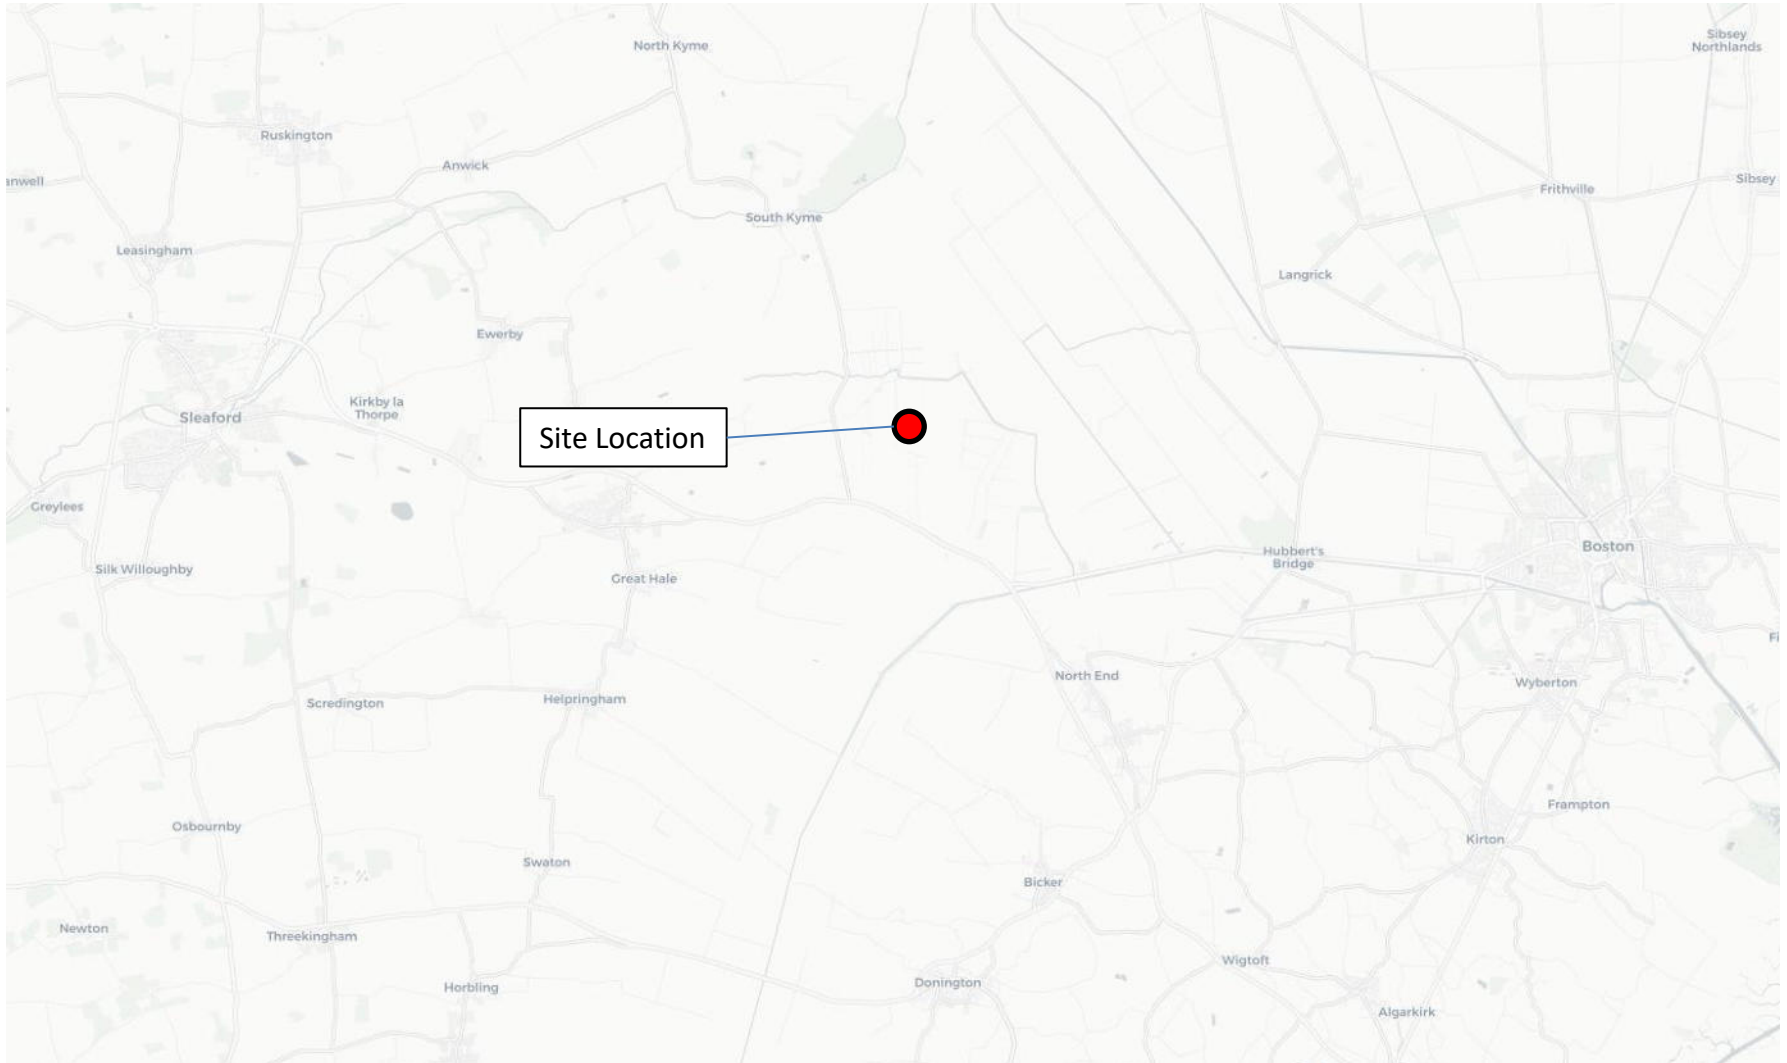 North Kyme
Sibsey
Northlands
Ruskington
Anwick
anwell
Sibsey
Frithville
South Kyme
Leasingham
Langrick
Ewerby
Kirkby la
Thorpe
Sleaford
Site Location
Greylees
Boston
Hubbert's
Bridge
Silk Willoughby
Great Hale
Fi
North End
Wyberton
Helpringham
Scredington
Frampton
Osbournby
Kirton
Swaton
Bicker
Newton
Threekingham
Wigtoft
Donington
Horbling
Algarkirk